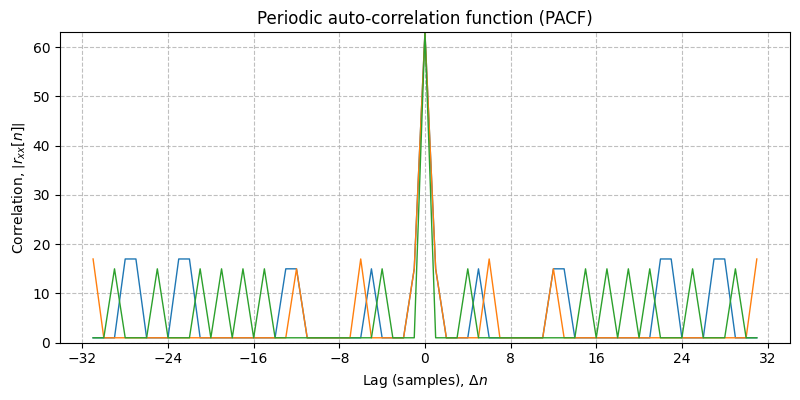 Periodic auto-correlation function (PACF)
Correlation, |r_{xx}[n]|
60
50
40
30
20
10
0
−32 −24 −16 −8 0 8 16 24 32
Lag (samples), Δn